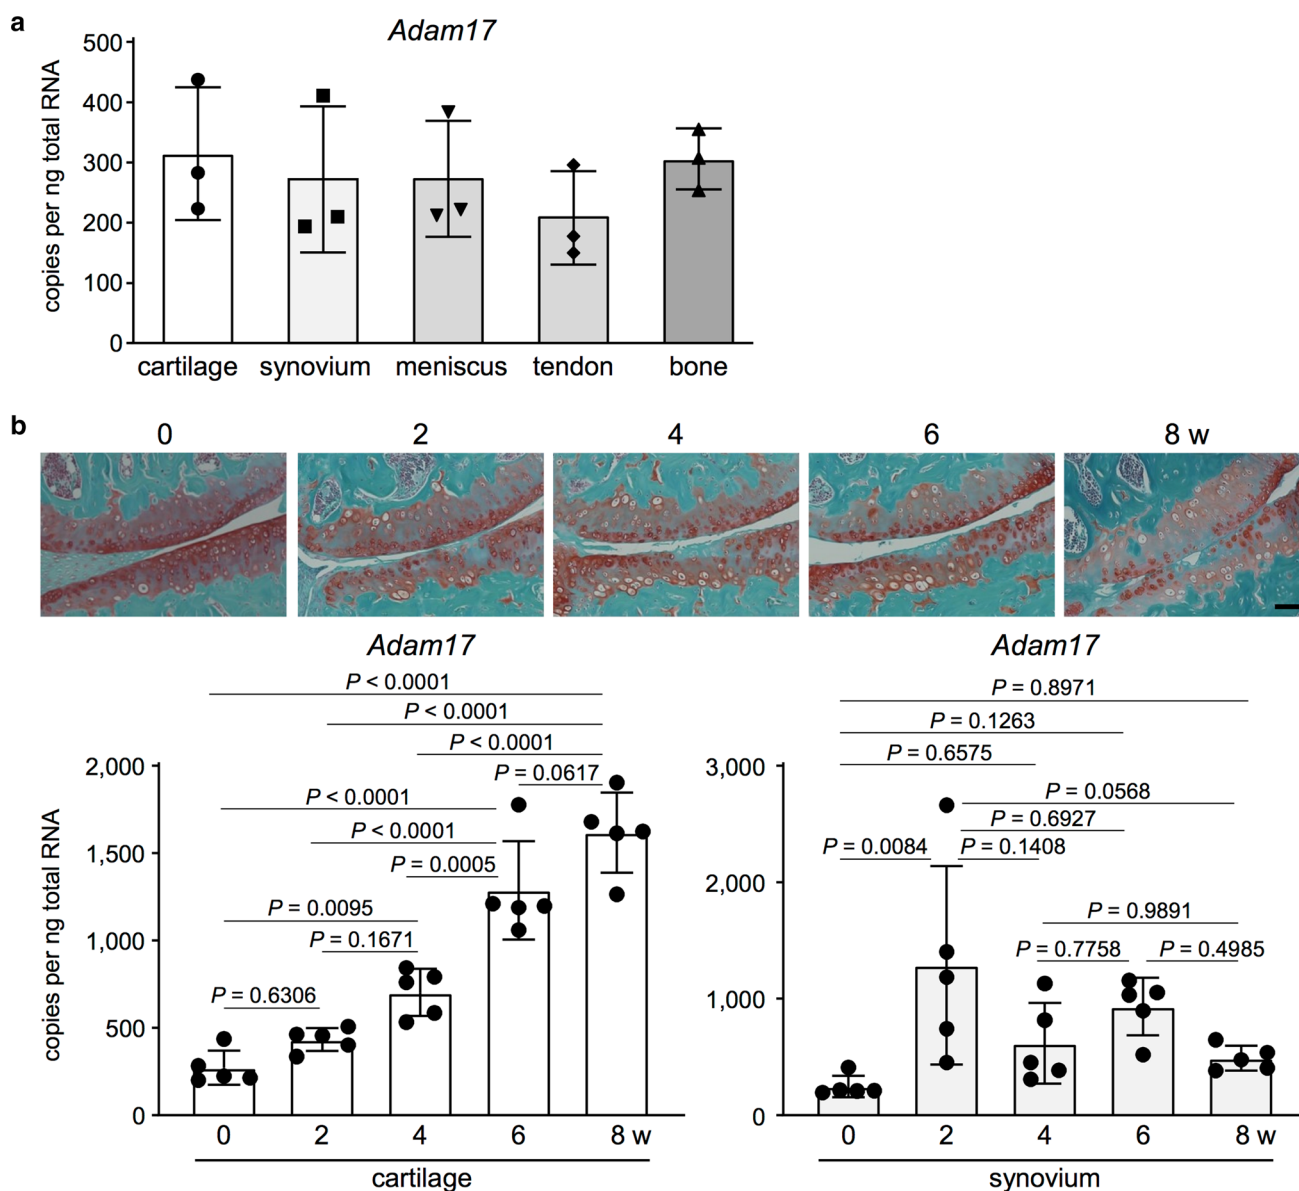 a
Adam17
copies per ng total RNA
500
400
300
200
100
0
cartilage synovium meniscus tendon bone
b
0 2 4 6 8 w
Adam17
P < 0.0001
P < 0.0001
P < 0.0001
P = 0.0617
P < 0.0001
P < 0.0001
P = 0.0005
P = 0.0095
P = 0.1671
P = 0.6306
copies per ng total RNA
2,000
1,500
1,000
500
0
0 2 4 6 8 w
cartilage
Adam17
P = 0.8971
P = 0.1263
P = 0.6575
P = 0.0568
P = 0.6927
P = 0.0084 P = 0.1408
P = 0.9891
P = 0.7758 P = 0.4985
3,000
2,000
1,000
0
0 2 4 6 8 w
synovium